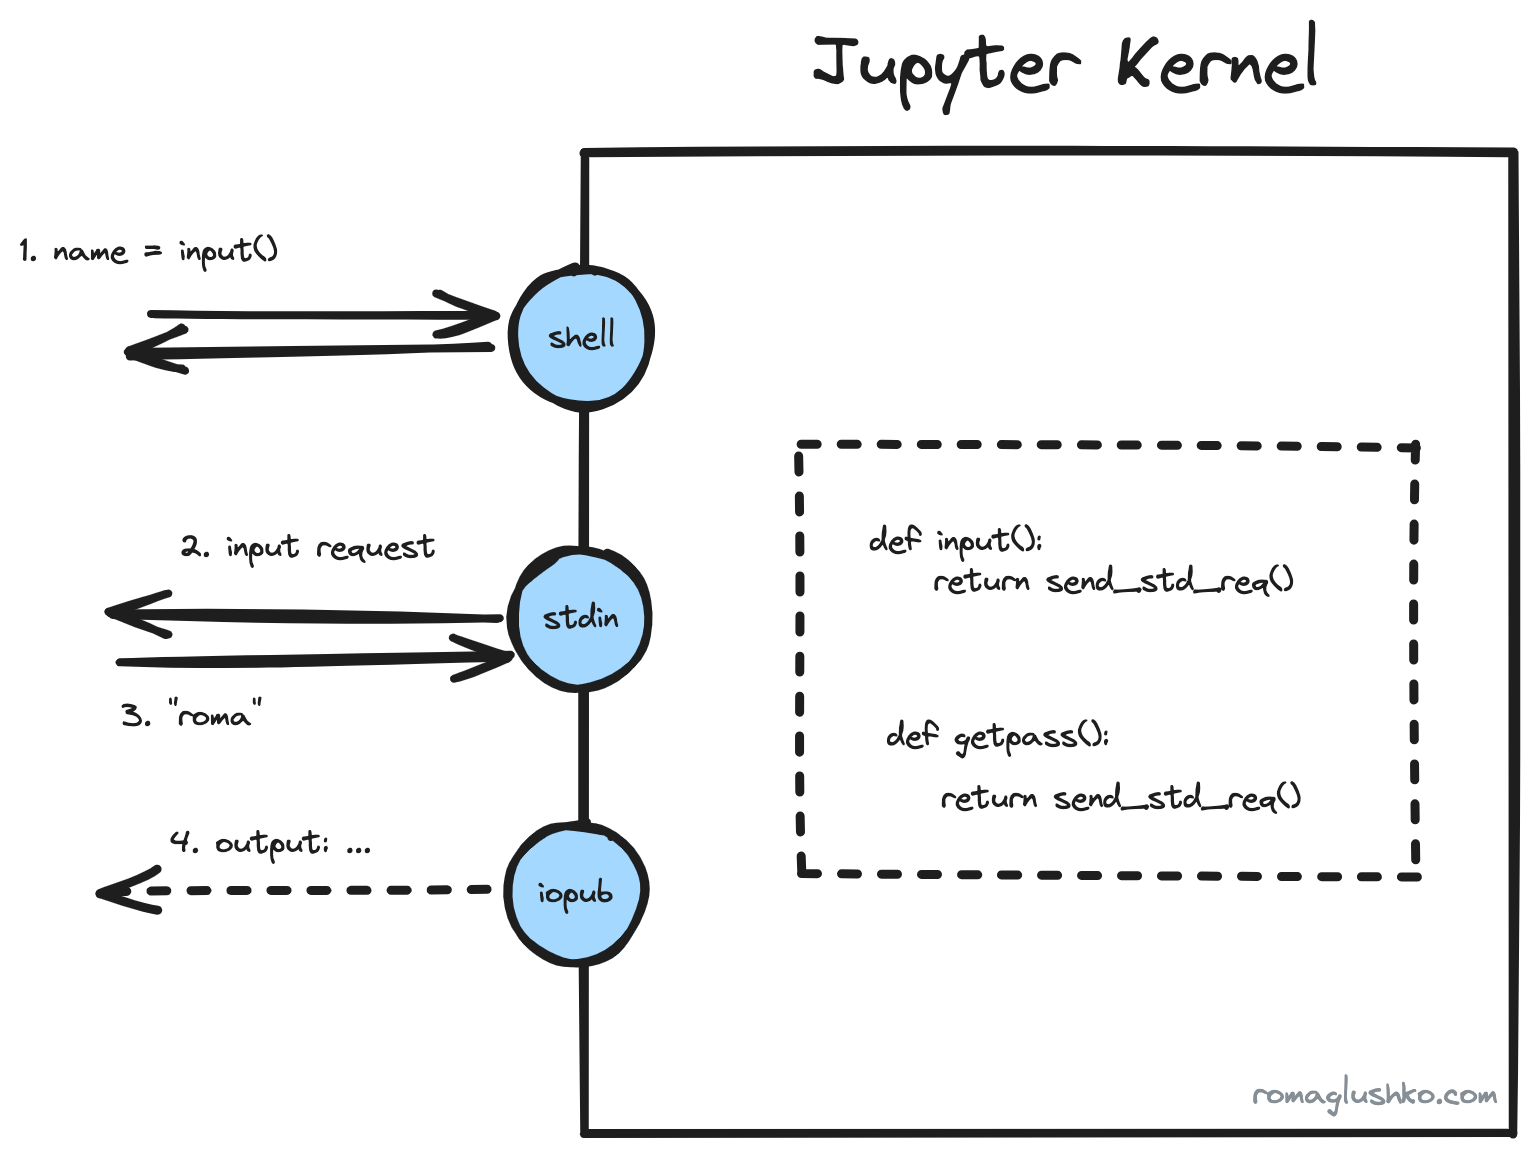 Jupyter Kernel
1. name = input()
shell
2. input request
stdin
3. "roma"
4. output: ...
iopub
def input():
return send_std_req()
def getpass():
return send_std_req()
romaglushko.com